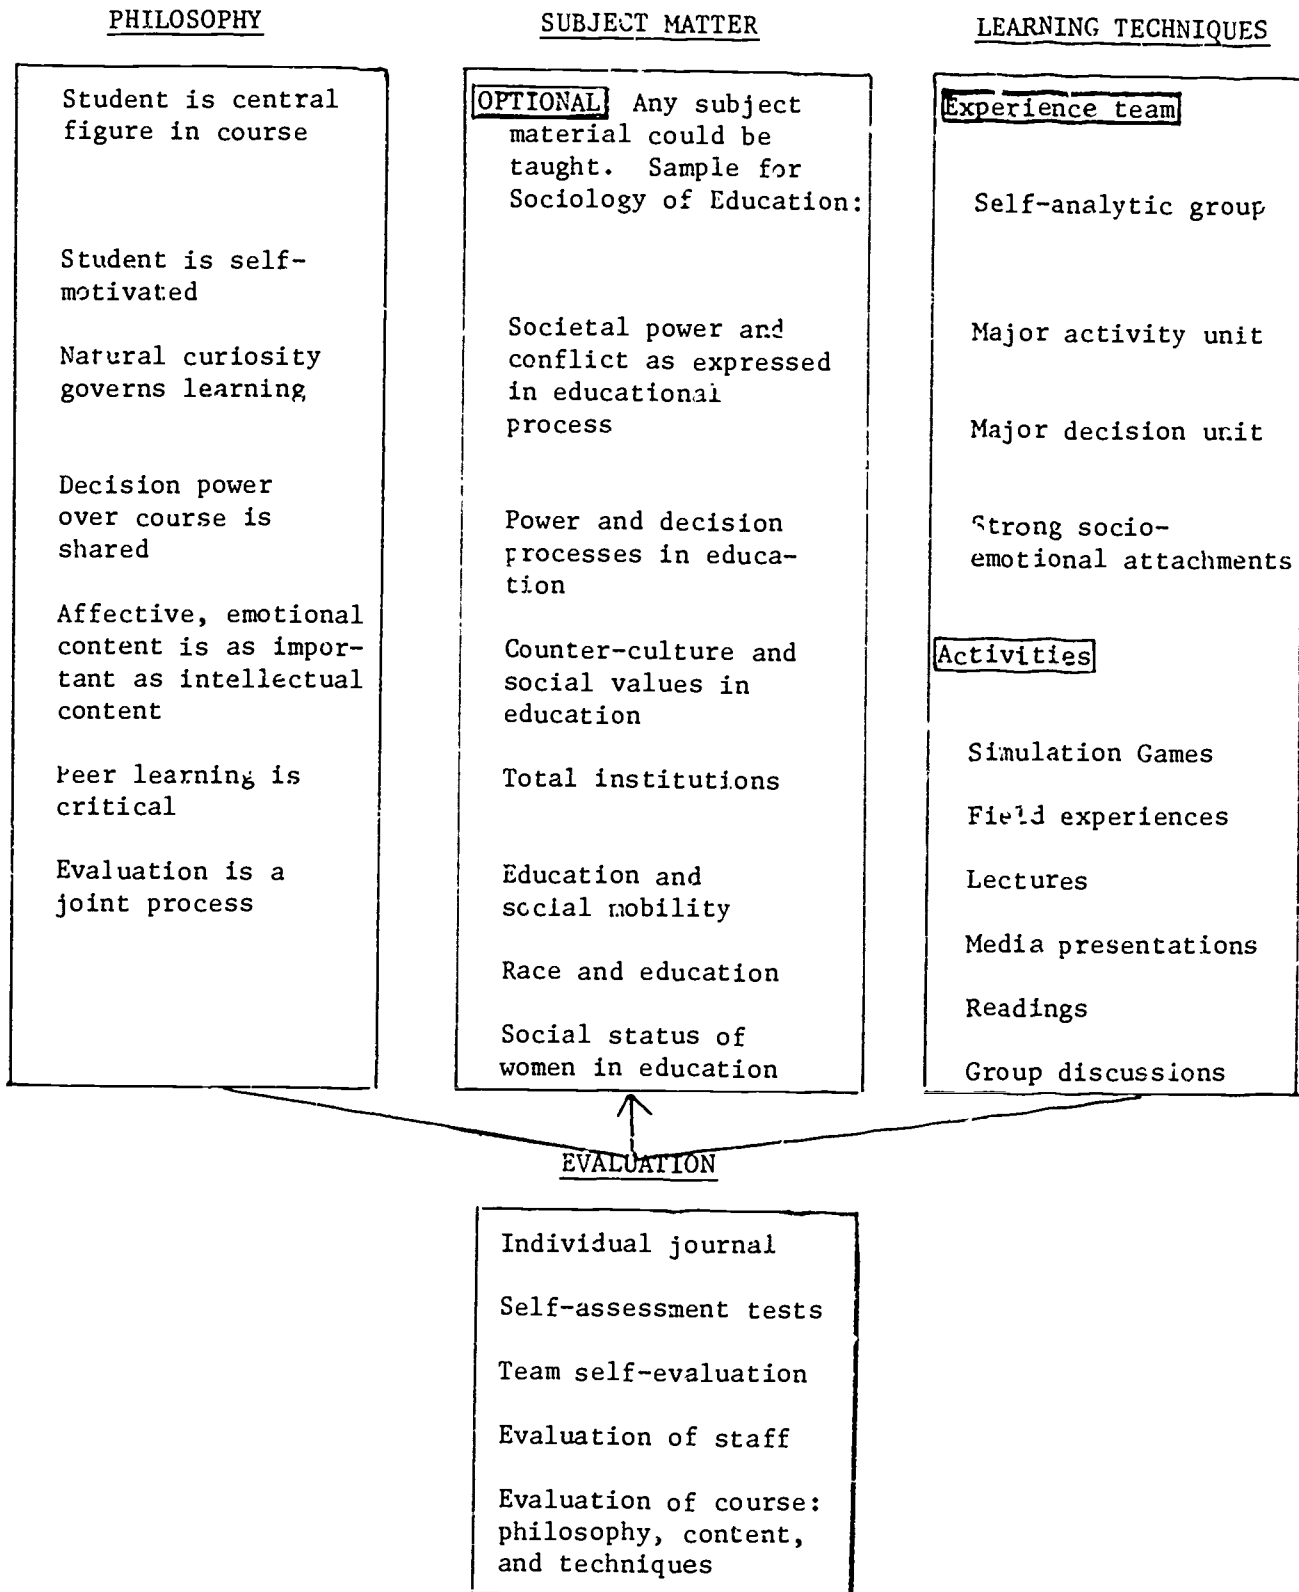 PHILOSOPHY
Student is central
figure in course
Student is self-
motivated
Natural curiosity
governs learning
Decision power
over course is
shared
Affective, emotional
content is as impor-
tant as intellectual
content
Peer learning is
critical
Evaluation is a
joint process
SUBJECT MATTER
OPTIONAL Any subject
material could be
taught. Sample for
Sociology of Education:
Societal power and
conflict as expressed
in educational
process
Power and decision
processes in educa-
tion
Counter-culture and
social values in
education
Total institutions
Education and
social mobility
Race and education
Social status of
women in education
LEARNING TECHNIQUES
Experience team
Self-analytic group
Major activity unit
Major decision unit
Strong socio-
emotional attachments
Activities
Simulation Games
Field experiences
Lectures
Media presentations
Readings
Group discussions
EVALUATION
Individual journal
Self-assessment tests
Team self-evaluation
Evaluation of staff
Evaluation of course:
philosophy, content,
and techniques